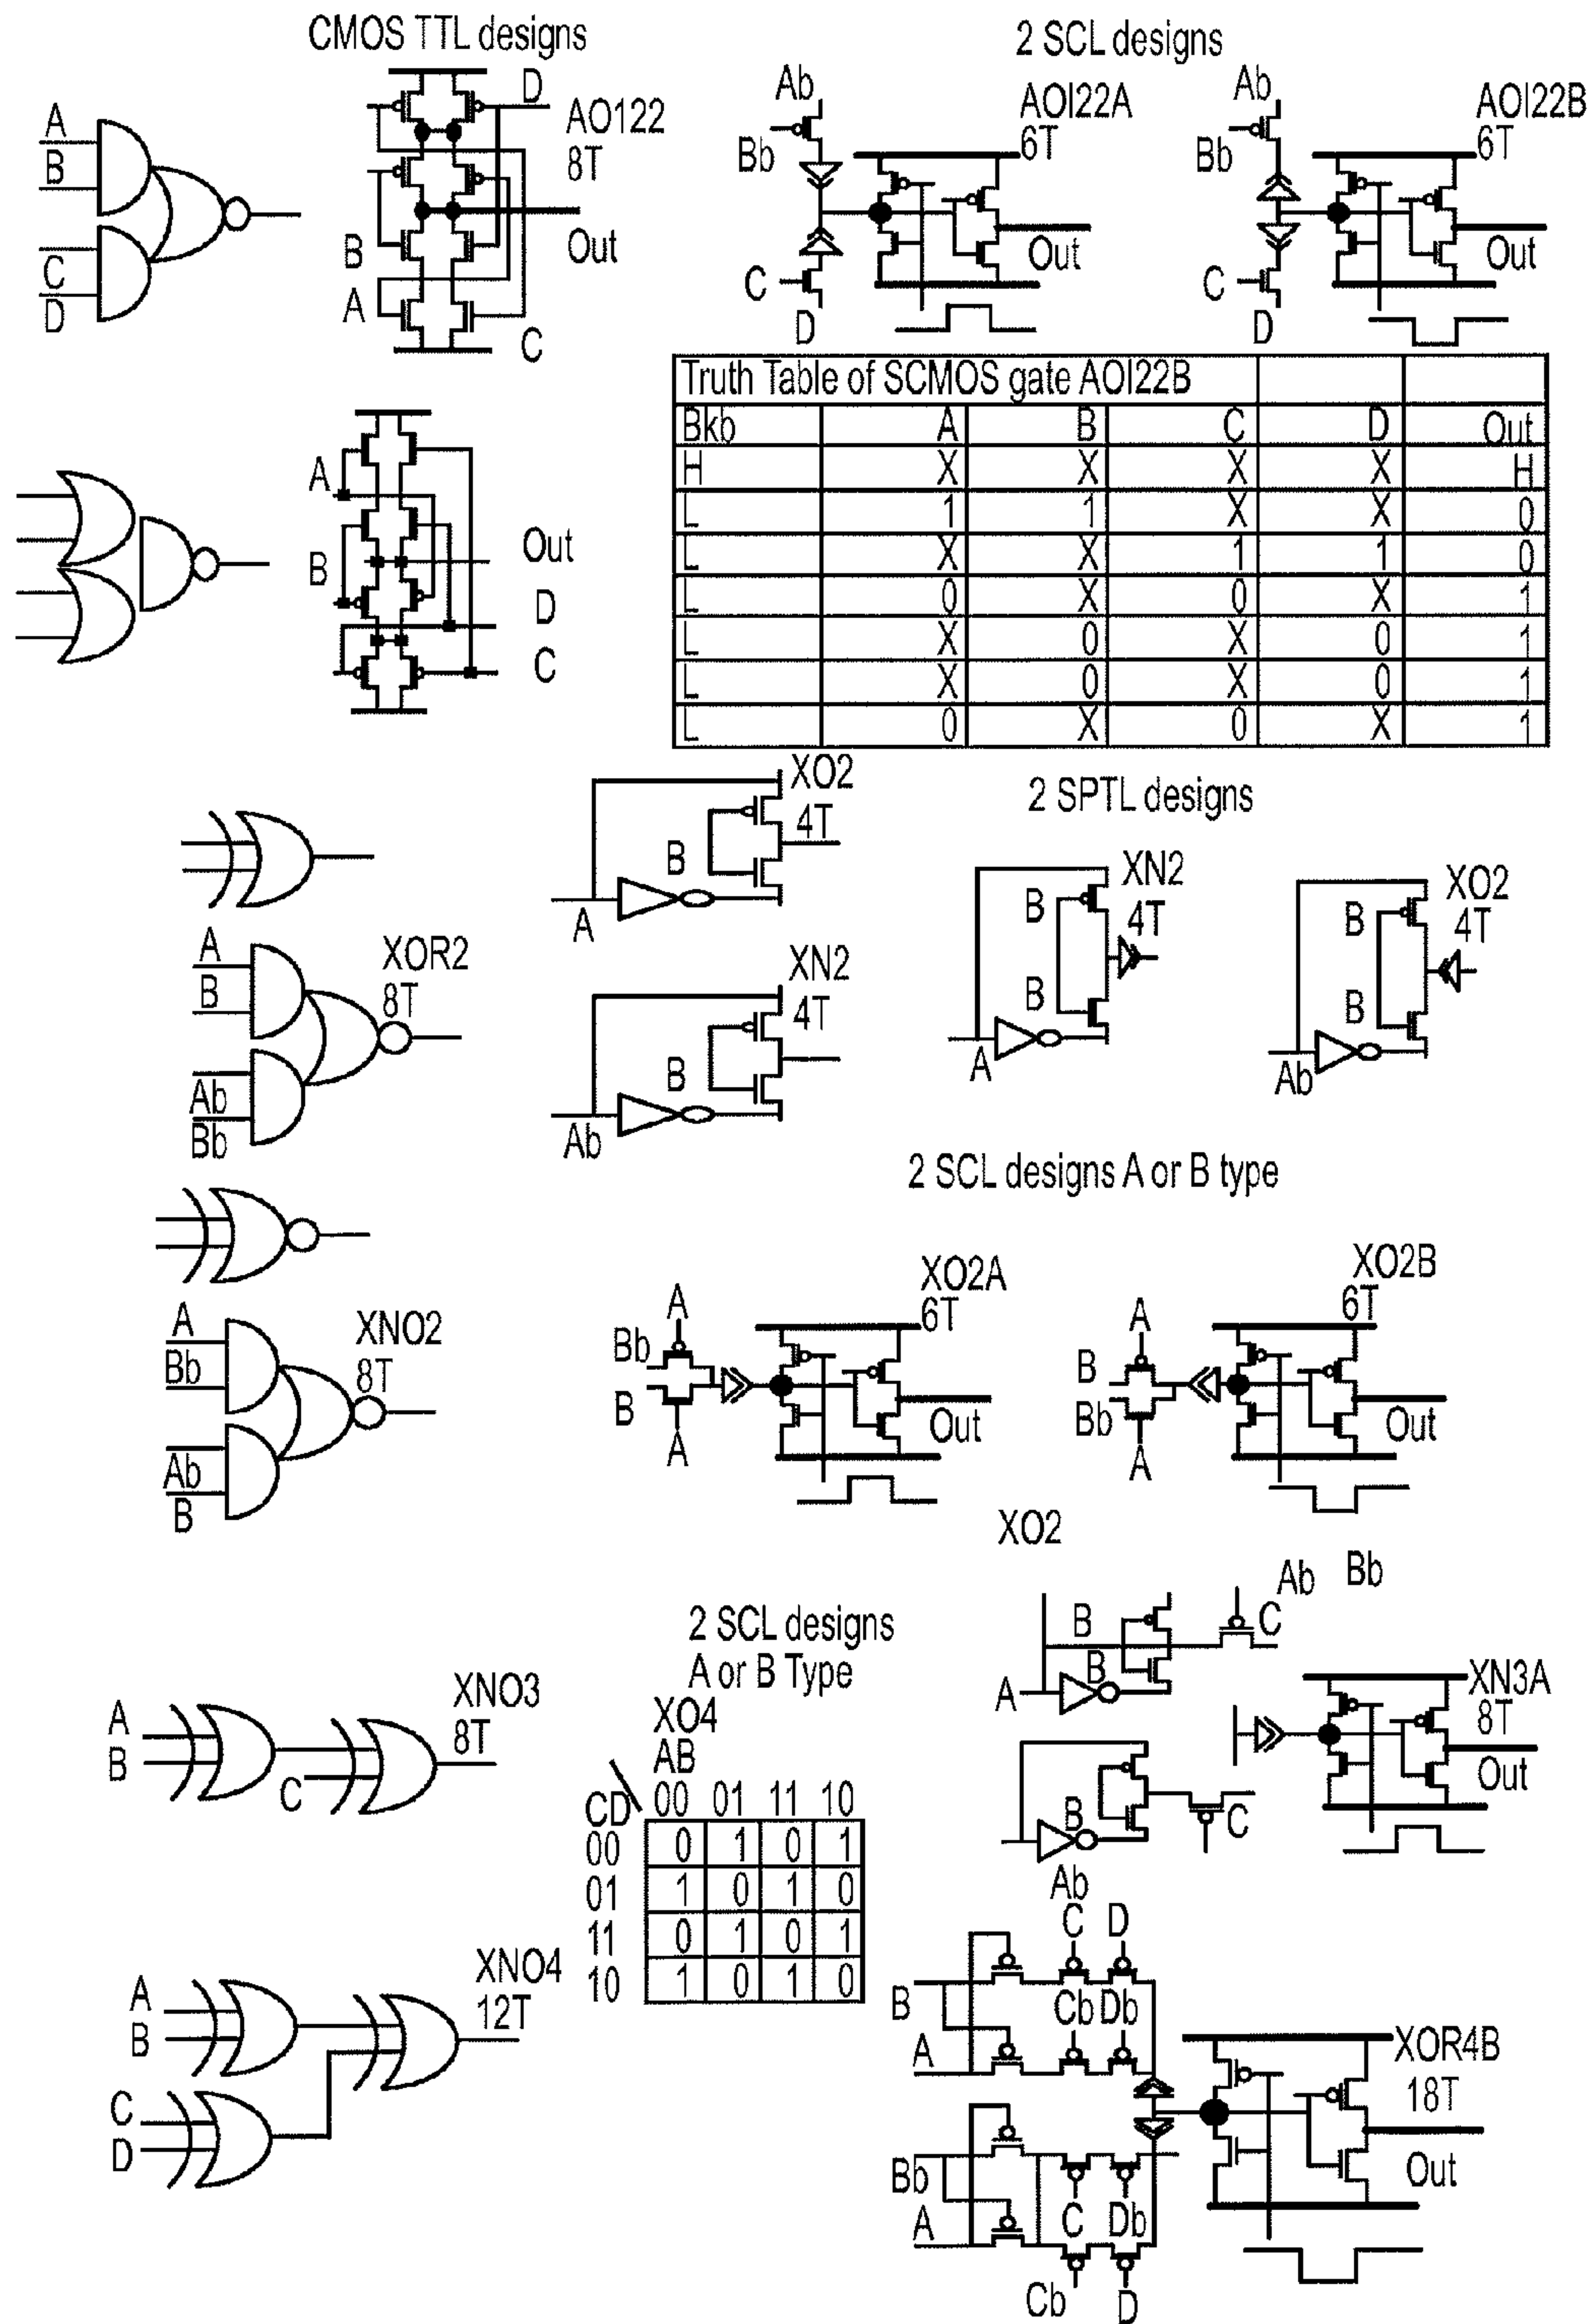 CMOS TTL designs
2 SCL designs
A
B
C
D
D
AO122
8T
B
Out
A
C
Ab
Bb
AOI22A
6T
Out
C
D
Ab
Bb
AOI22B
6T
Out
C
D
Truth Table of SCMOS gate AOI22B
Bkb A B C D Out
H X X X X H
L 1 1 X X 0
L X X 1 1 0
L 0 X 0 X 1
L X 0 X 0 1
L X 0 X 0 1
L 0 X 0 X 1
A
Out
B
D
C
XO2
4T
B
A
2 SPTL designs
XN2
B
4T
B
A
XO2
B
4T
B
Ab
A
XOR2
B
8T
Ab
Bb
XN2
4T
B
Ab
2 SCL designs A or B type
A
XNO2
Bb
8T
Ab
B
XO2A
A
6T
Bb
B
Out
A
XO2B
A
6T
B
Bb
Out
A
XO2
Ab Bb
B
C
B
A
XN3A
8T
Out
B
C
Ab
XNO3
A
8T
B
C
2 SCL designs
A or B Type
XO4
AB
CD 00 01 11 10
00 0 1 0 1
01 1 0 1 0
11 0 1 0 1
10 1 0 1 0
XNO4
A
12T
B
C
D
C D
B
Cb Db
A
XOR4B
18T
Out
Bb
C Db
A
Cb D